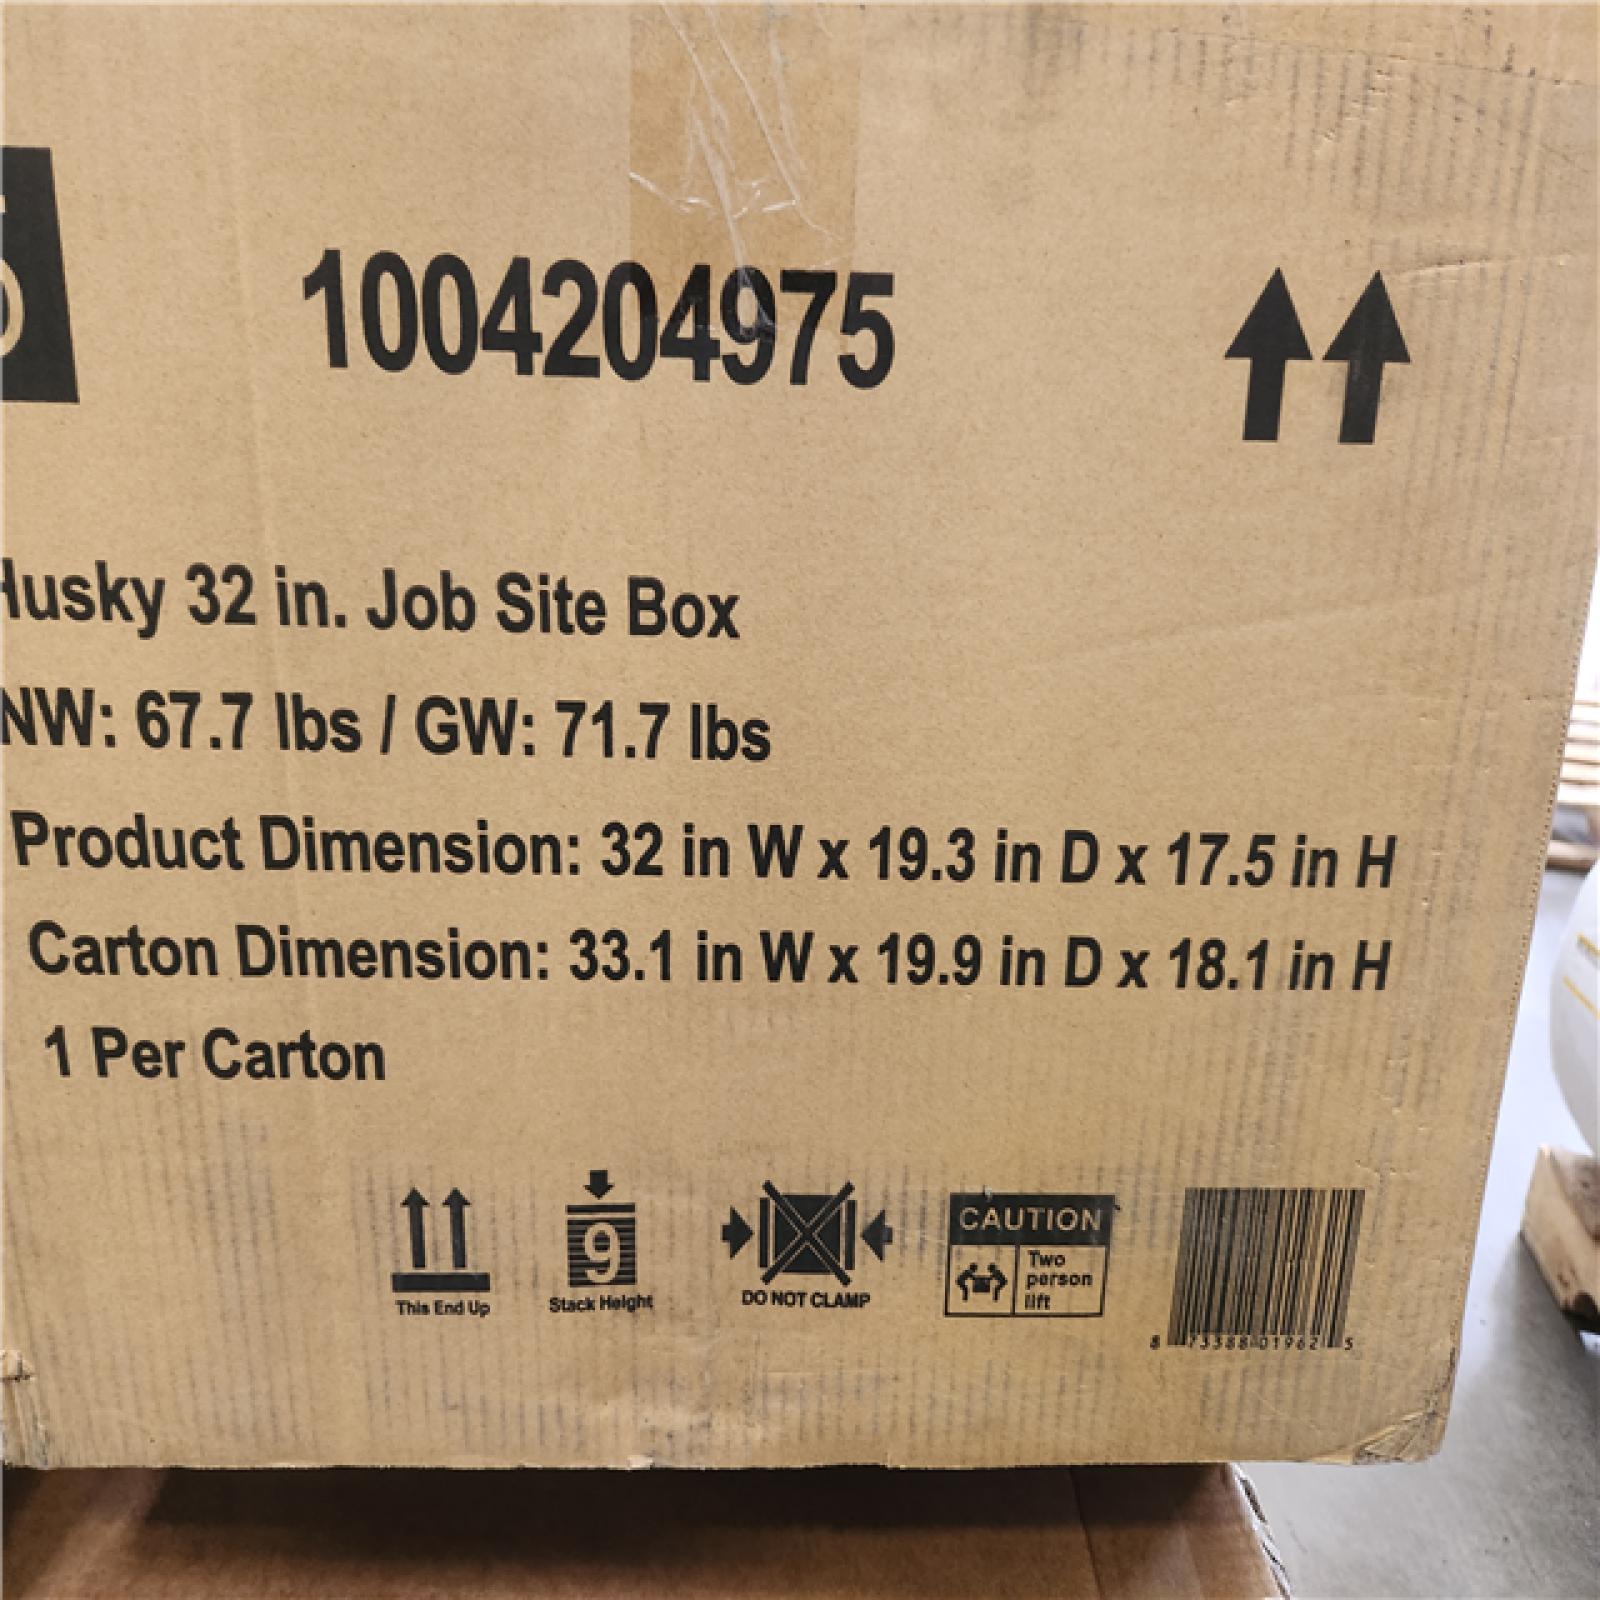 1004204975
Husky 32 in. Job Site Box
NW: 67.7 lbs / GW: 71.7 lbs
Product Dimension: 32 in W x 19.3 in D x 17.5 in H
Carton Dimension: 33.1 in W x 19.9 in D x 18.1 in H
1 Per Carton
9
This End Up
Stack Height
DO NOT CLAMP
CAUTION
Two
person
lift